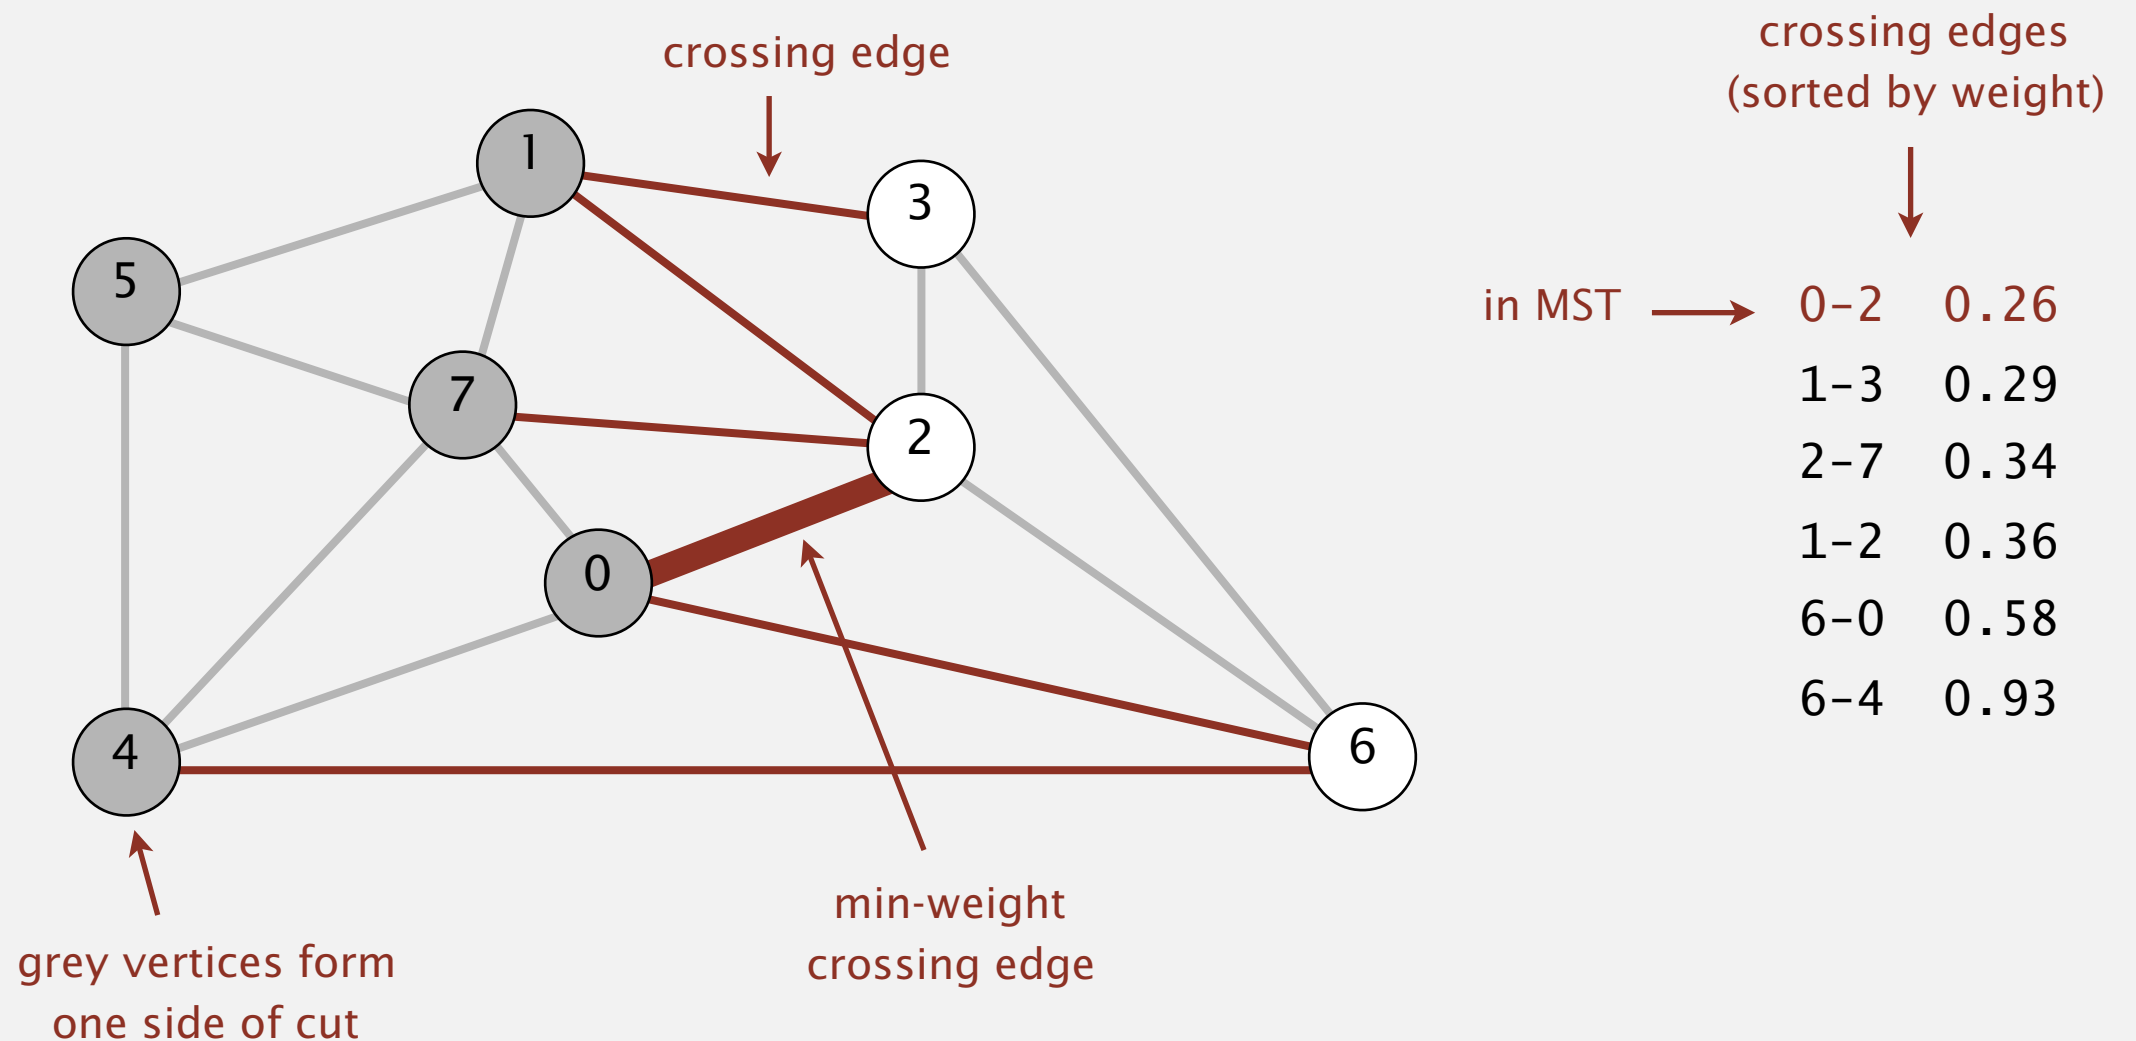 crossing edge
crossing edges
(sorted by weight)
1
3
5
in MST
0-2 0.26
1-3 0.29
7
2
2-7 0.34
1-2 0.36
0
6-0 0.58
6-4 0.93
4
6
min-weight
crossing edge
grey vertices form
one side of cut